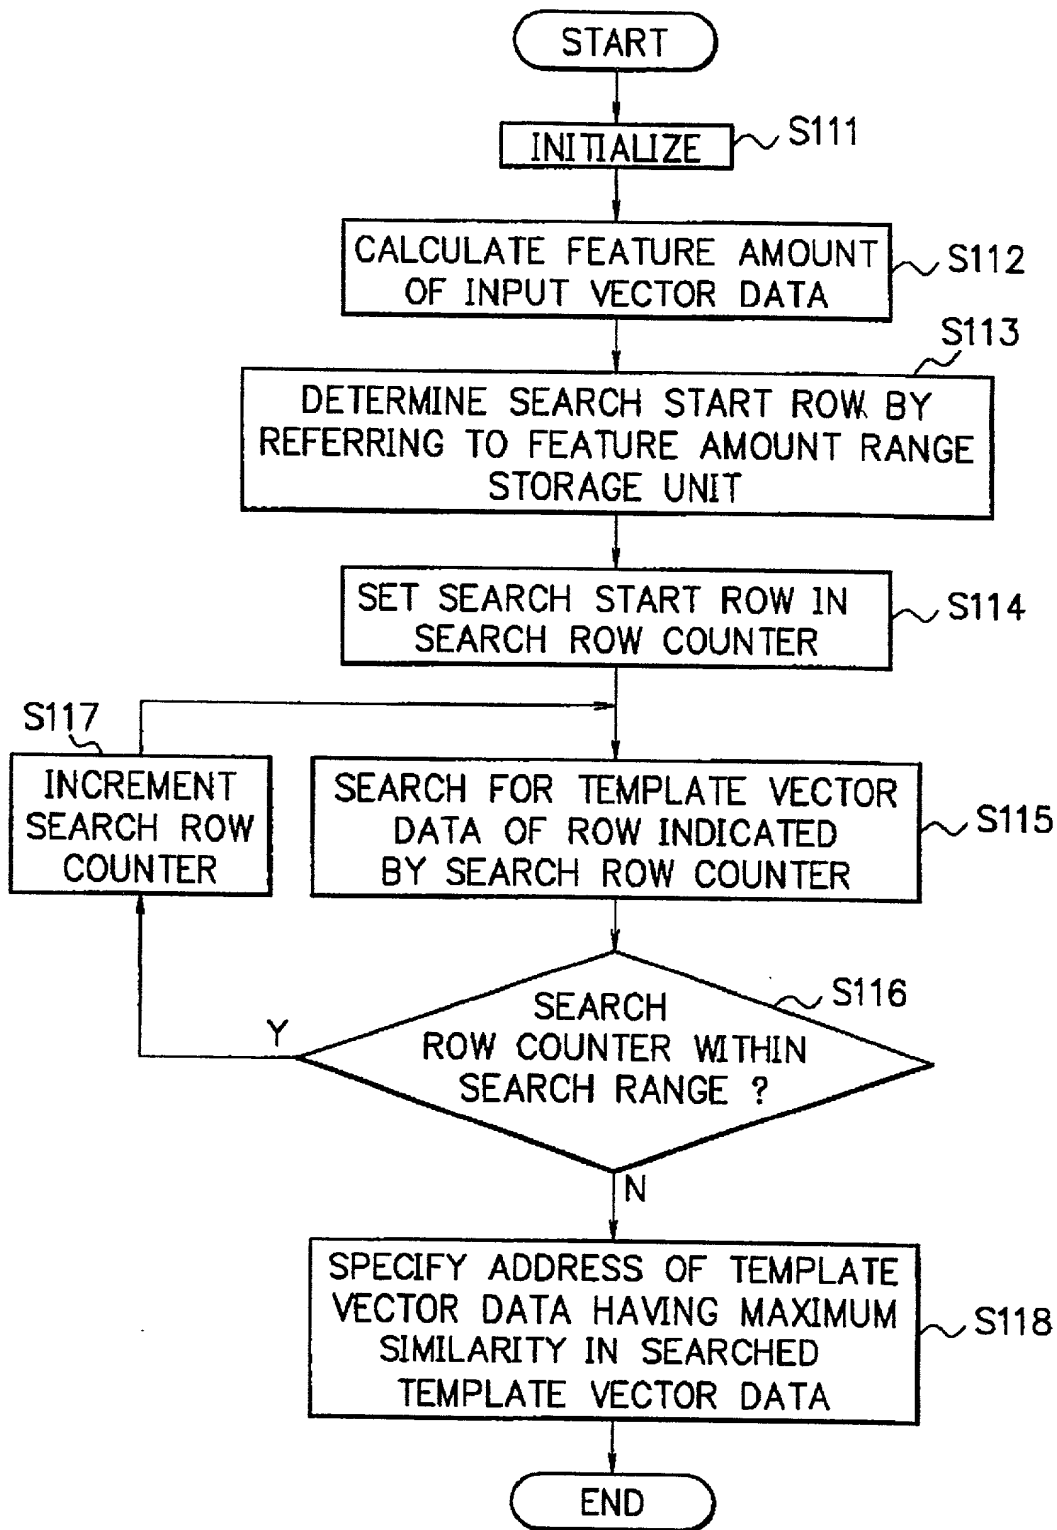 START
INITIALIZE
S111
CALCULATE FEATURE AMOUNT
OF INPUT VECTOR DATA
S112
S113
DETERMINE SEARCH START ROW BY
REFERRING TO FEATURE AMOUNT RANGE
STORAGE UNIT
SET SEARCH START ROW IN
SEARCH ROW COUNTER
S114
S117
INCREMENT
SEARCH ROW
COUNTER
SEARCH FOR TEMPLATE VECTOR
DATA OF ROW INDICATED
BY SEARCH ROW COUNTER
S115
S116
SEARCH
ROW COUNTER WITHIN
SEARCH RANGE ?
Y
N
SPECIFY ADDRESS OF TEMPLATE
VECTOR DATA HAVING MAXIMUM
SIMILARITY IN SEARCHED
TEMPLATE VECTOR DATA
S118
END